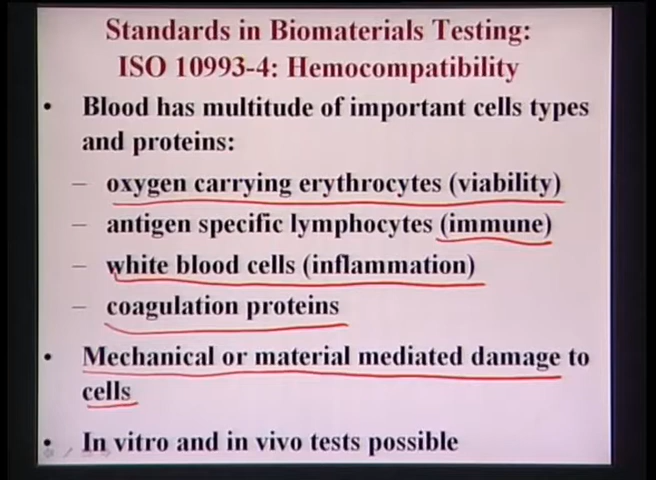 Standards in Biomaterials Testing:
ISO 10993-4: Hemocompatibility
• Blood has multitude of important cells types
and proteins:
– oxygen carrying erythrocytes (viability)
– antigen specific lymphocytes (immune)
– white blood cells (inflammation)
– coagulation proteins
• Mechanical or material mediated damage to
cells
• In vitro and in vivo tests possible